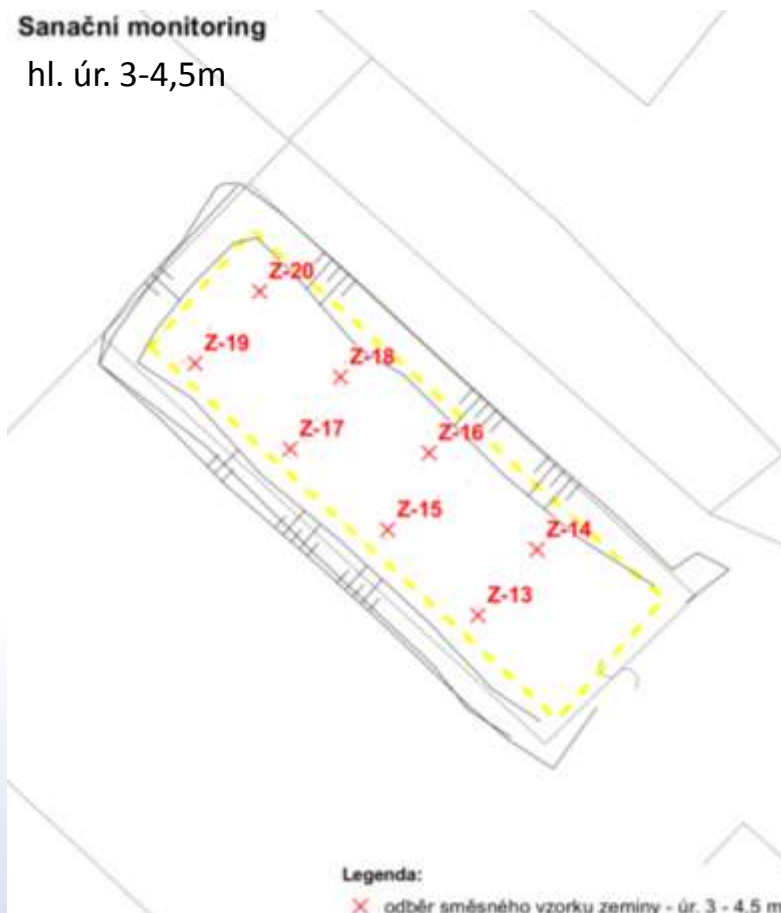 Sanační monitoring
hl. úr. 3-4,5m
Z-20
Z-19
Z-18
Z-17
Z-16
Z-15
Z-14
Z-13
Legenda:
odběr směsného vzorku zeminy - úr. 3 - 4.5 m